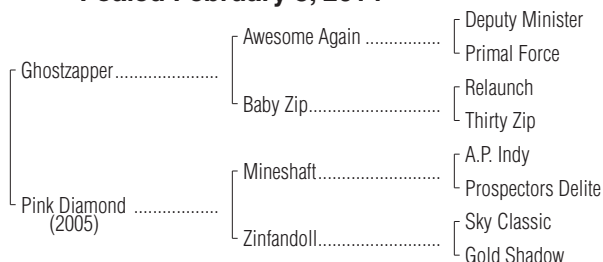 Deputy Minister
Awesome Again ................
Primal Force
Ghostzapper......................
Relaunch
Baby Zip............................
Thirty Zip
A.P. Indy
Mineshaft..........................
Prospectors Delite
Pink Diamond ..................
(2005)
Sky Classic
Zinfandoll..........................
Gold Shadow